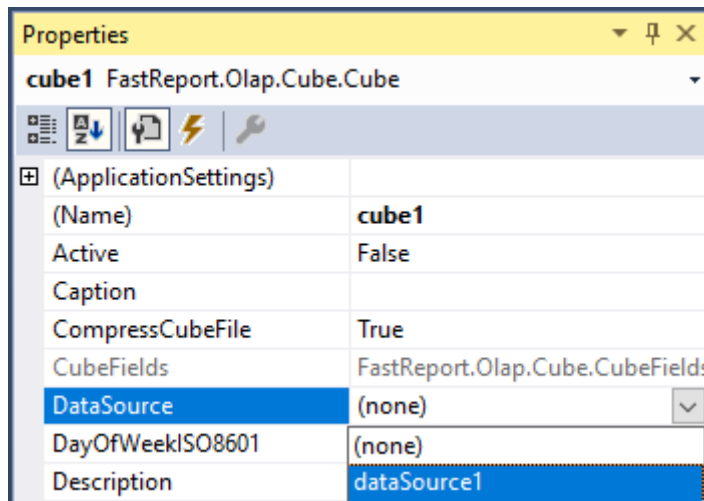 Properties
cube1 FastReport.Olap.Cube.Cube
(ApplicationSettings)
(Name) cube1
Active False
Caption
CompressCubeFile True
CubeFields FastReport.Olap.Cube.CubeFields
DataSource (none)
DayOfWeekISO8601 (none)
Description dataSource1